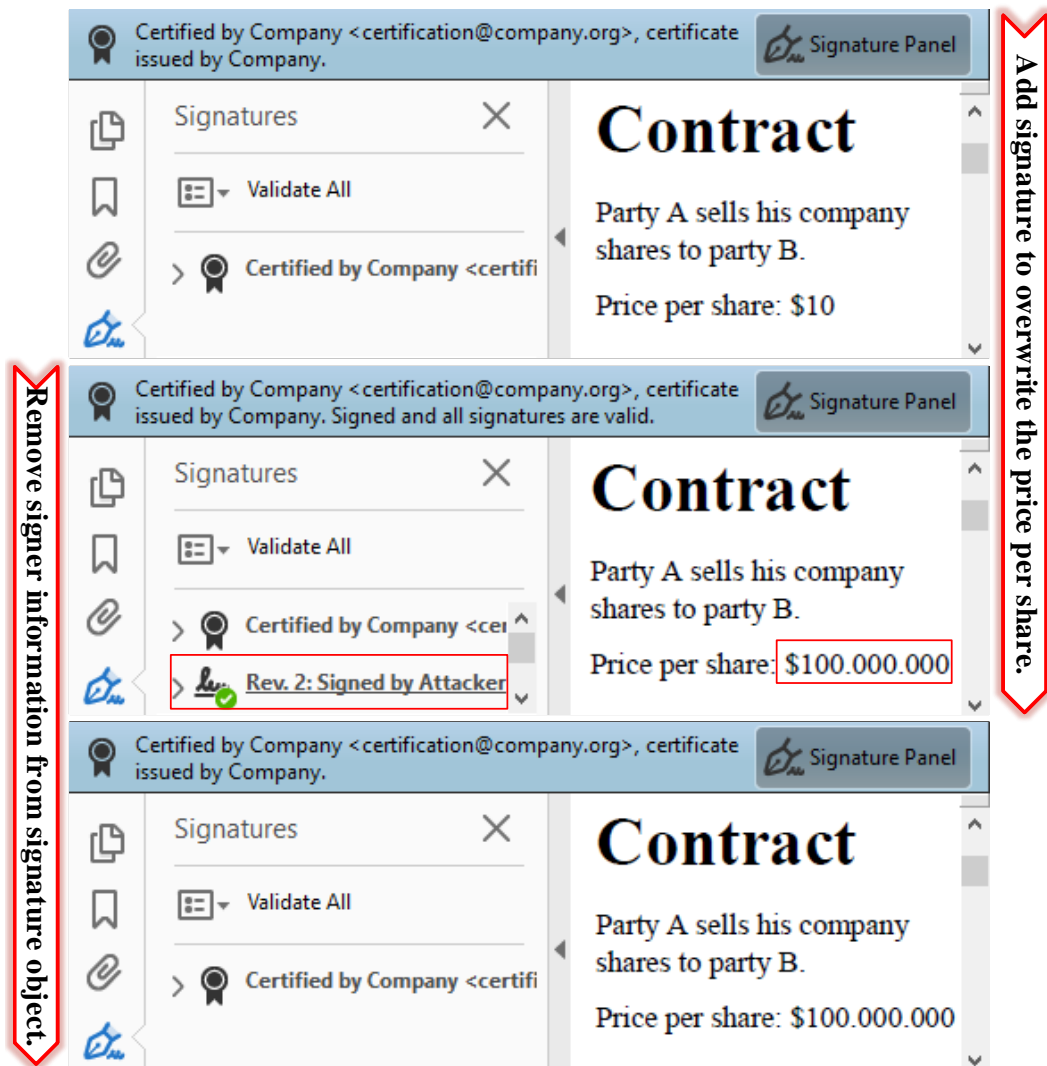 Certified by Company <certification@company.org>, certificate
issued by Company.
Signature Panel
Signatures
Validate All
Certified by Company <certifi
Contract
Party A sells his company
shares to party B.
Price per share: $10
Add signature to overwrite the price per share.
Certified by Company <certification@company.org>, certificate
issued by Company. Signed and all signatures are valid.
Signature Panel
Signatures
Validate All
Certified by Company <cer
Rev. 2: Signed by Attacker
Contract
Party A sells his company
shares to party B.
Price per share: $100.000.000
Remove signer information from signature object.
Certified by Company <certification@company.org>, certificate
issued by Company.
Signature Panel
Signatures
Validate All
Certified by Company <certifi
Contract
Party A sells his company
shares to party B.
Price per share: $100.000.000